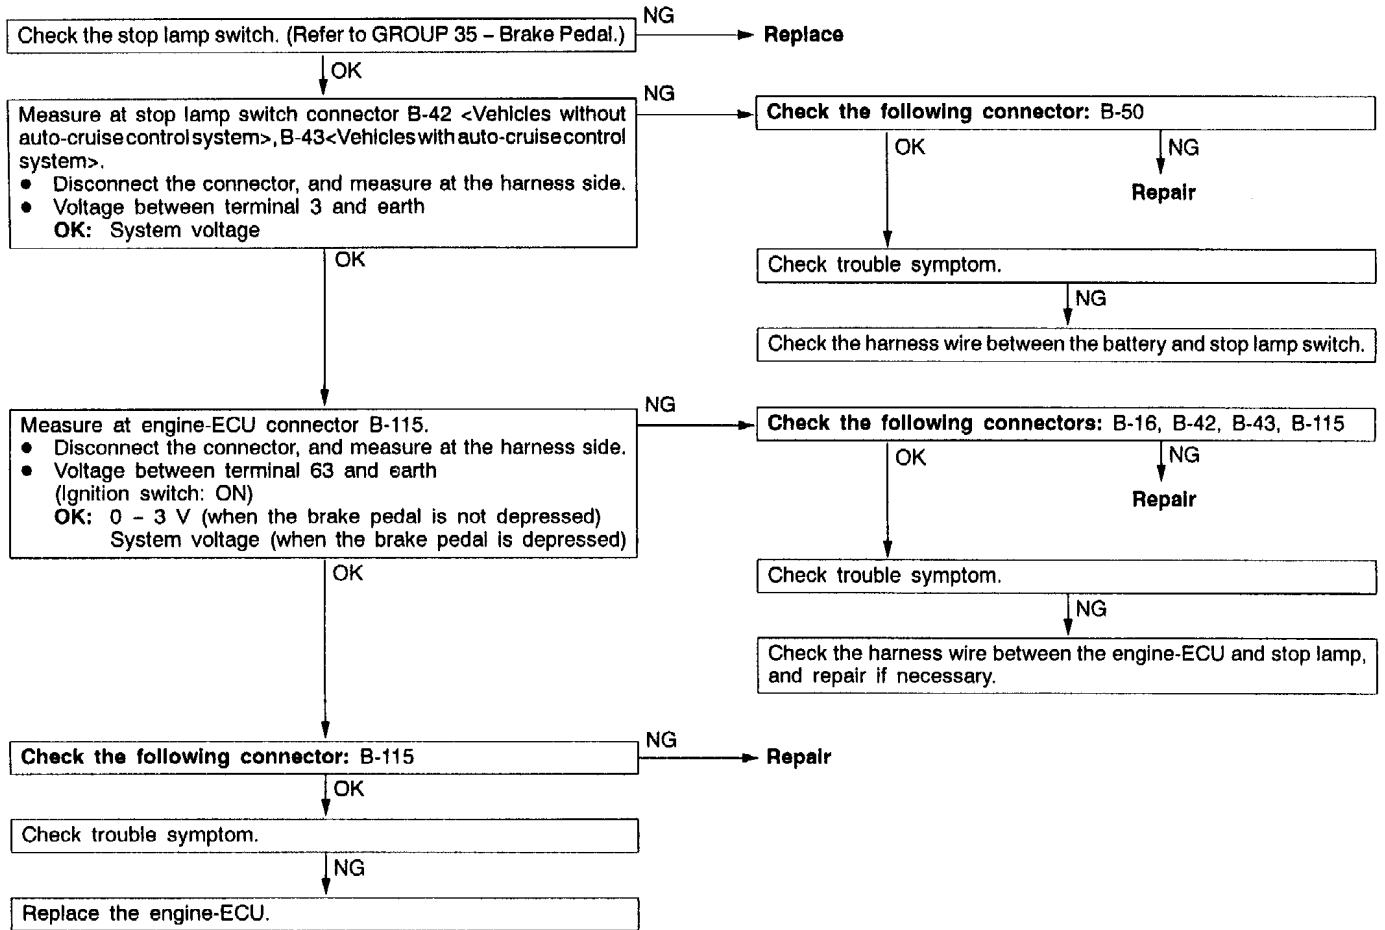 Check the stop lamp switch. (Refer to GROUP 35 – Brake Pedal.)
NG
Replace
OK
Measure at stop lamp switch connector B-42 <Vehicles without
auto-cruise control system>, B-43<Vehicles with auto-cruise control
system>.
● Disconnect the connector, and measure at the harness side.
● Voltage between terminal 3 and earth
OK: System voltage
NG
Check the following connector: B-50
OK
NG
Repair
Check trouble symptom.
NG
Check the harness wire between the battery and stop lamp switch.
OK
Measure at engine-ECU connector B-115.
● Disconnect the connector, and measure at the harness side.
● Voltage between terminal 63 and earth
(Ignition switch: ON)
OK: 0 – 3 V (when the brake pedal is not depressed)
System voltage (when the brake pedal is depressed)
NG
Check the following connectors: B-16, B-42, B-43, B-115
OK
NG
Repair
Check trouble symptom.
NG
Check the harness wire between the engine-ECU and stop lamp,
and repair if necessary.
OK
Check the following connector: B-115
NG
Repair
OK
Check trouble symptom.
NG
Replace the engine-ECU.